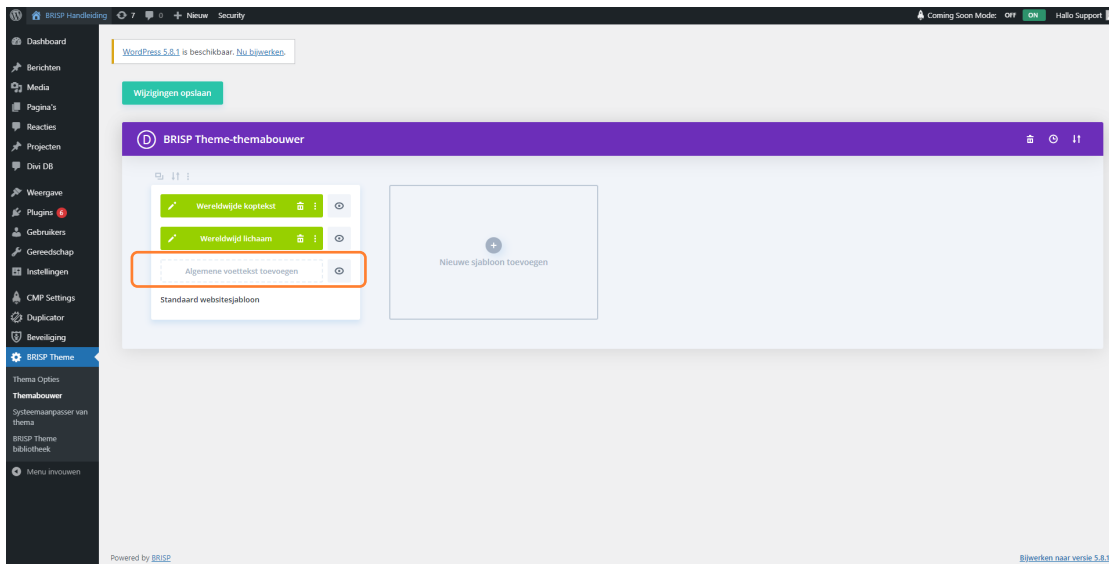 BRISP Handleiding 7 0 + Nieuw Security Coming Soon Mode: OFF ON Hallo Support
Dashboard
Berichten
Media
Pagina's
Reacties
Projecten
Divi DB
Weergave
Plugins 6
Gebruikers
Gereedschap
Instellingen
CMP Settings
Duplicator
Beveiliging
BRISP Theme
Thema Opties
Themabouwer
Systeemaanpasser van
thema
BRISP Theme
bibliotheek
Menu invouwen
WordPress 5.8.1 is beschikbaar. Nu bijwerken.
Wijzigingen opslaan
D BRISP Theme-themabouwer
Wereldwijde koptekst
Wereldwijd lichaam
Algemene voettekst toevoegen
Standaard websitesjabloon
Nieuwe sjabloon toevoegen
Powered by BRISP
Bijwerken naar versie 5.8.1